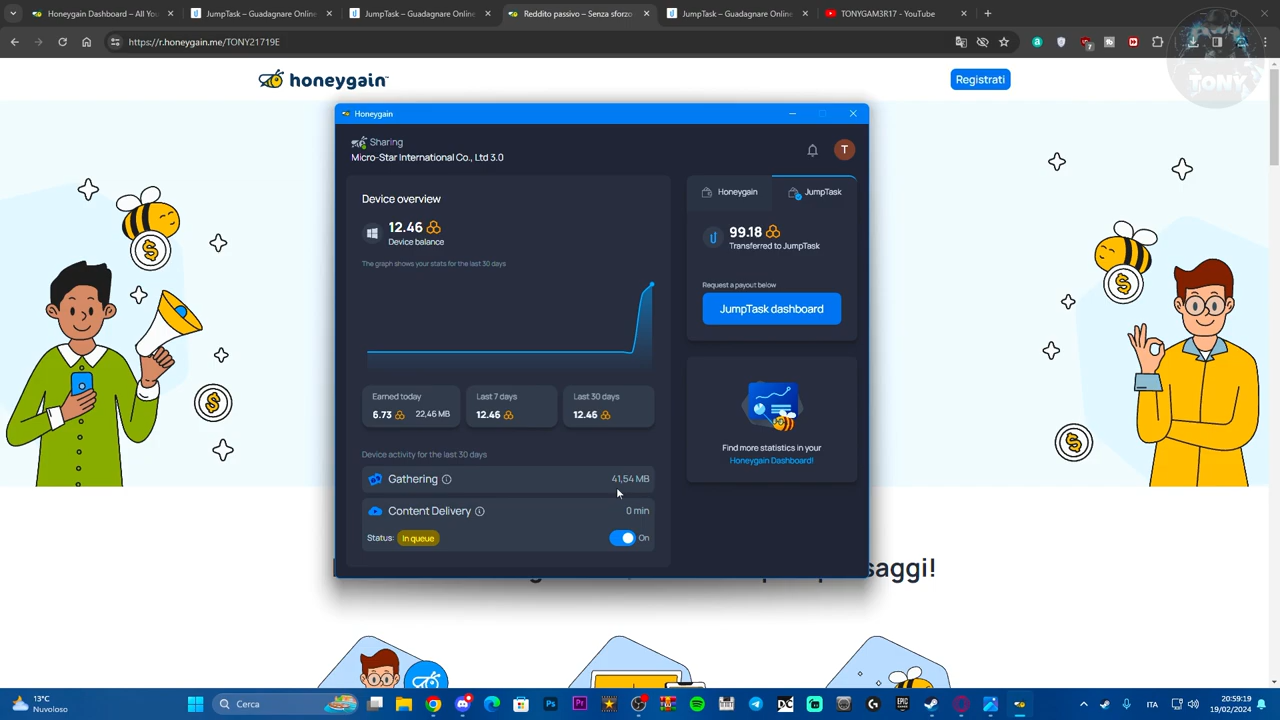 Honeygain Dashboard – All You
JumpTask – Guadagnare Online
JumpTask – Guadagnare Online
Reddito passivo – Senza sforzo
JumpTask – Guadagnare Online
TONYGAM3R17 - YouTube
https://r.honeygain.me/TONY21719E
TONY
honeygain
Registrati
Honeygain
Sharing
Micro-Star International Co., Ltd 3.0
T
Device overview
12.46
Device balance
The graph shows your stats for the last 30 days
Earned today
6.73 22,46 MB
Last 7 days
12.46
Last 30 days
12.46
Device activity for the last 30 days
Gathering
41,54 MB
Content Delivery
0 min
Status: In queue
On
Honeygain
JumpTask
99.18
Transferred to JumpTask
Request a payout below
JumpTask dashboard
Find more statistics in your
Honeygain Dashboard!
saggi!
13°C
Nuvoloso
Cerca
ITA
20:59:19
19/02/2024